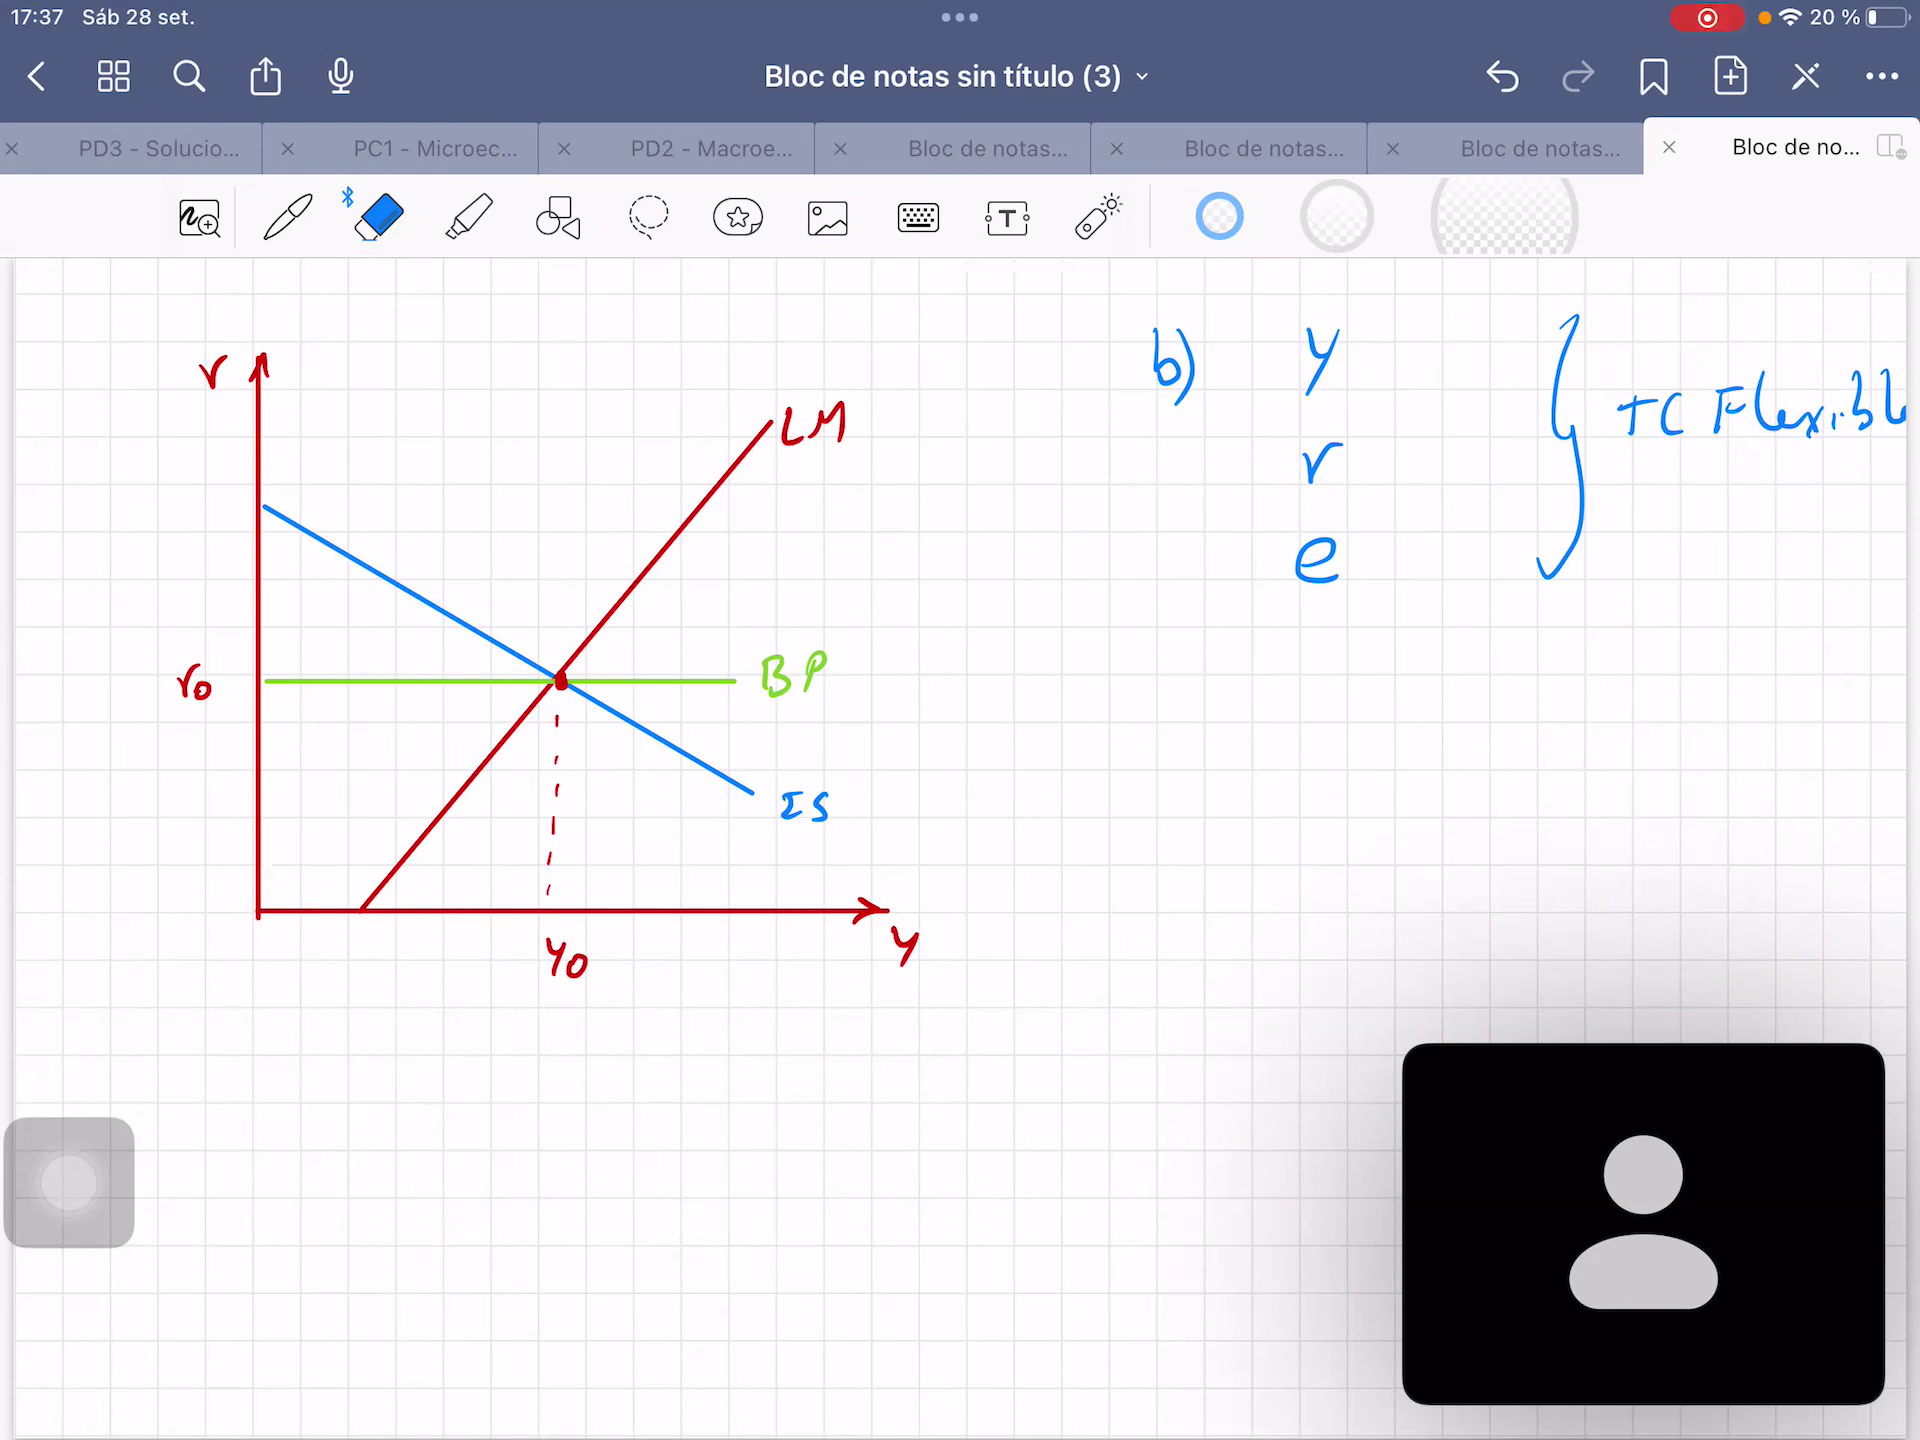 17:37 Sáb 28 set.
20 %
Bloc de notas sin título (3)
PD3 - Solucio...
PC1 - Microec...
PD2 - Macroe...
Bloc de notas...
Bloc de notas...
Bloc de notas...
Bloc de no...
T
r
LM
r0
BP
IS
y0
y
b) y
r
e
TC Flexible